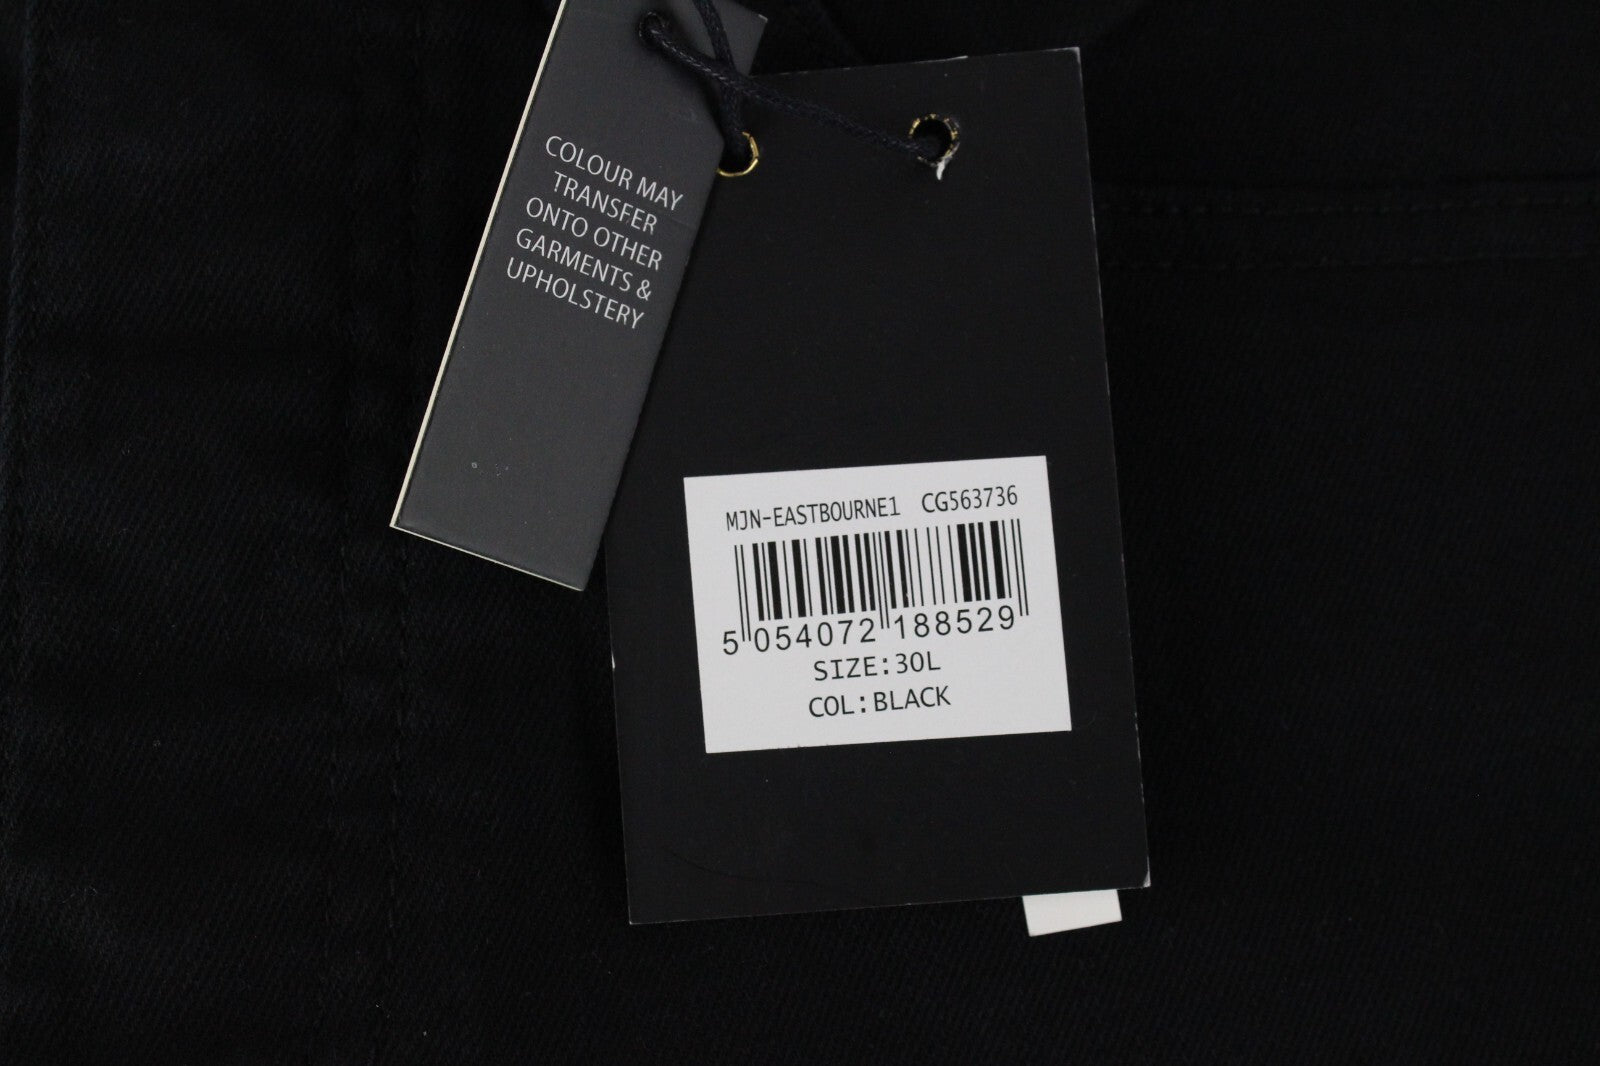 COLOUR MAY
TRANSFER
ONTO OTHER
GARMENTS &
UPHOLSTERY
MJN-EASTBOURNE1 CG563736
5 054072 188529
SIZE:30L
COL:BLACK